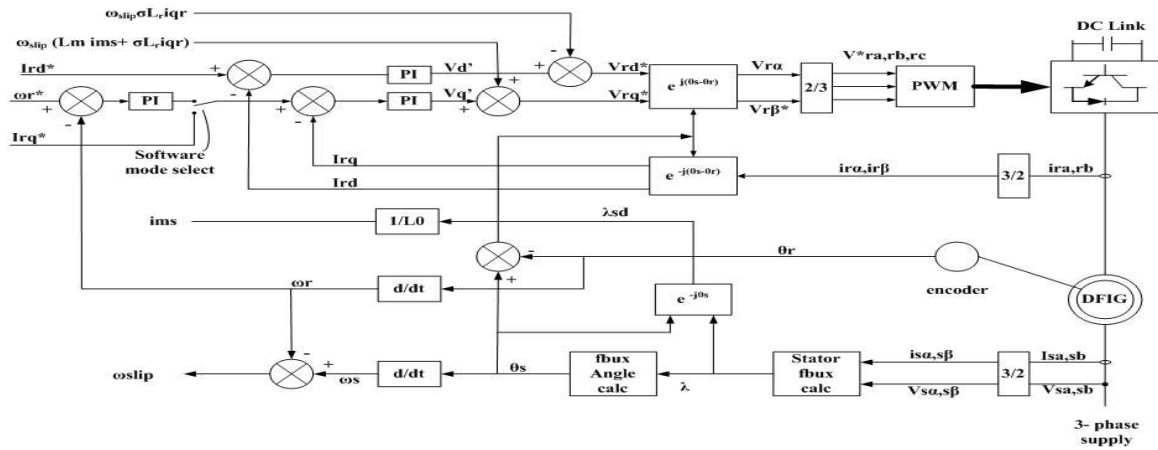 ωslipσLriqr
DC Link
ωslip (Lm ims+ σLriqr)
Ird*
PI
Vd’
Vrd*
e j(θs-θr)
Vrα
2/3
V*ra,rb,rc
PWM
ωr*
PI
PI
Vq’
Vrq*
Vrβ*
Irq*
Software
mode select
Irq
Ird
e -j(θs-θr)
irα,irβ
3/2
ira,rb
ims
1/L0
λsd
θr
encoder
DFIG
ωr
d/dt
e -jθs
ωslip
ωs
d/dt
θs
fbux
Angle
calc
λ
Stator
fbux
calc
isα,sβ
Vsα,sβ
3/2
Isa,sb
Vsa,sb
3- phase
supply